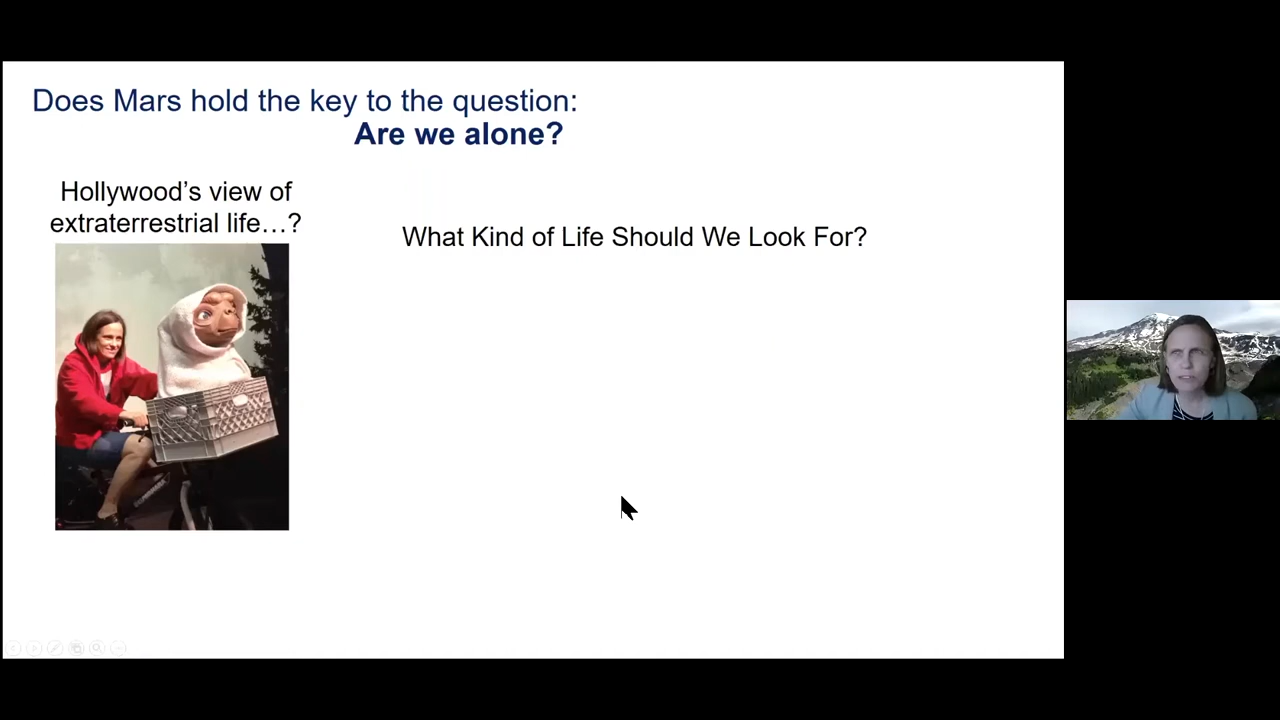 Does Mars hold the key to the question:
Are we alone?
Hollywood’s view of
extraterrestrial life…?
What Kind of Life Should We Look For?